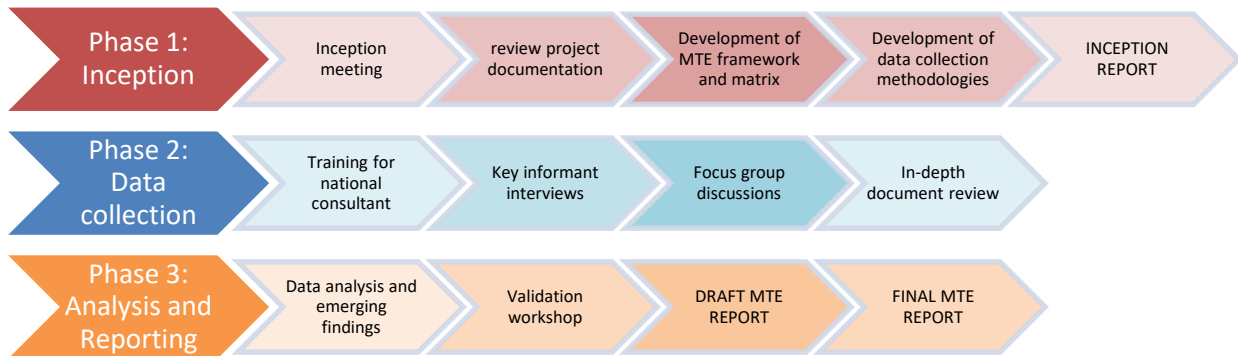 Phase 1:
Inception
Inception
meeting
review project
documentation
Development of
MTE framework
and matrix
Development of
data collection
methodologies
INCEPTION
REPORT
Phase 2:
Data
collection
Training for
national
consultant
Key informant
interviews
Focus group
discussions
In-depth
document review
Phase 3:
Analysis and
Reporting
Data analysis and
emerging
findings
Validation
workshop
DRAFT MTE
REPORT
FINAL MTE
REPORT